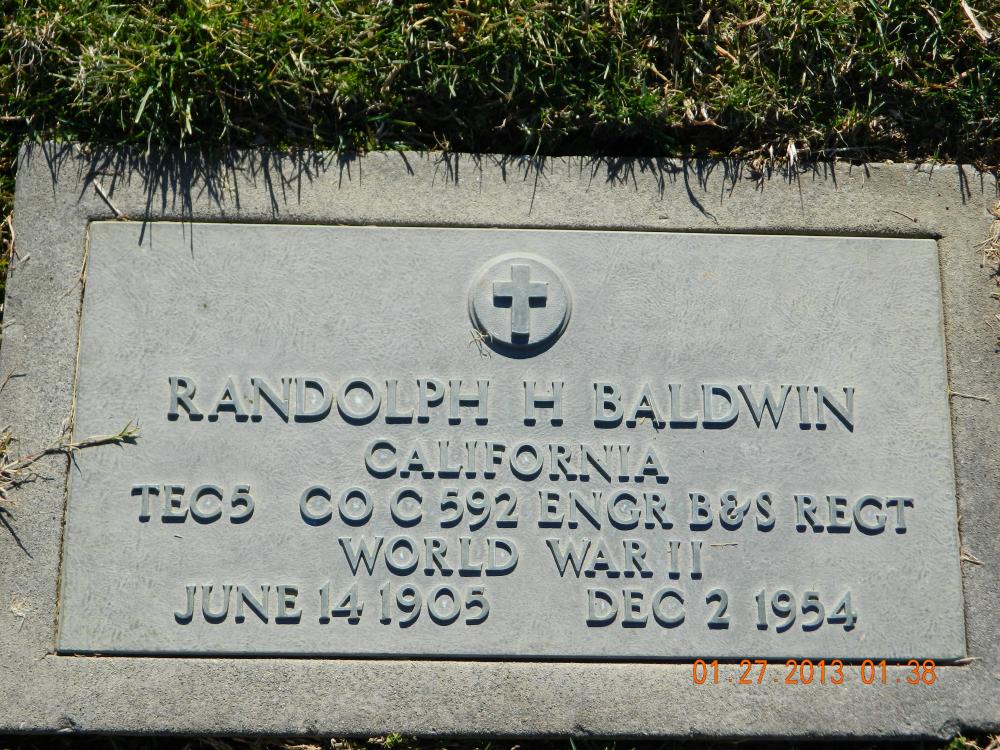 RANDOLPH H BALDWIN
CALIFORNIA
TEC5 CO C 592 ENGR B&S REGT
WORLD WAR II
JUNE 14 1905 DEC 2 1954
01.27.2013 01:38